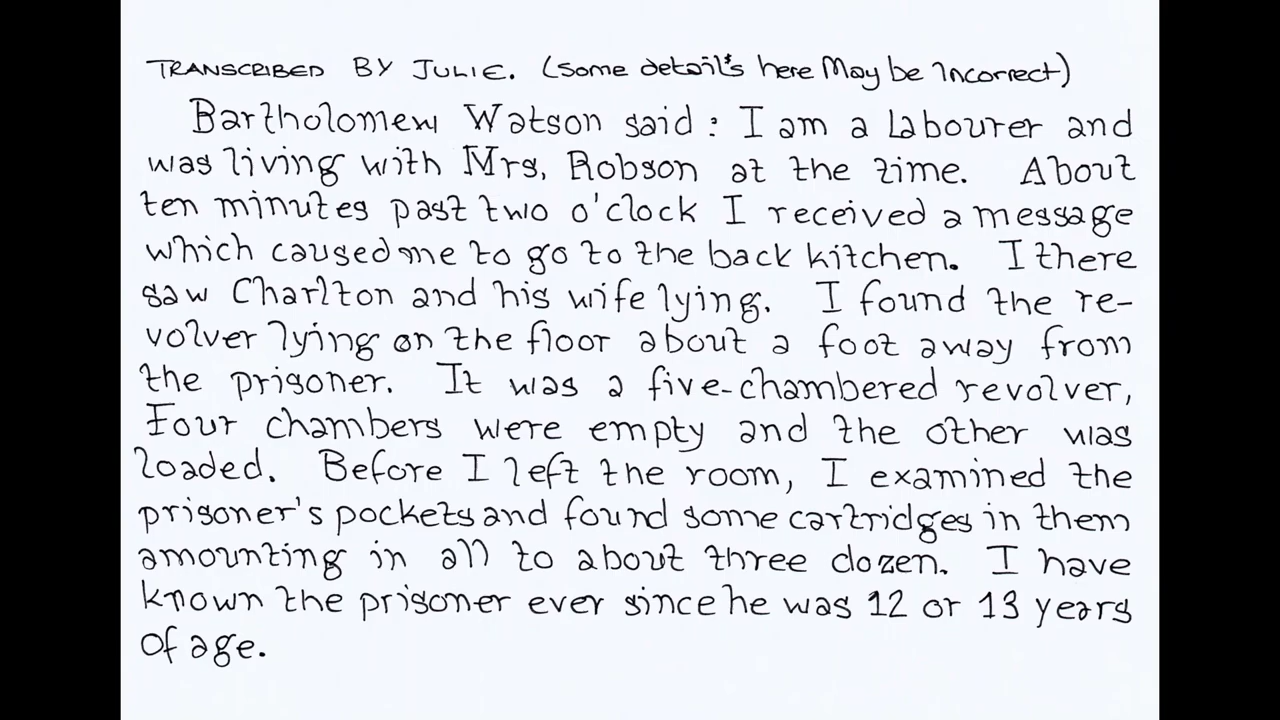 TRANSCRIBED BY JULIE. (Some details here May be Incorrect)
Bartholomew Watson said: I am a labourer and
was living with Mrs. Robson at the time. About
ten minutes past two o'clock I received a message
which caused me to go to the back kitchen. I there
saw Charlton and his wife lying. I found the re-
volver lying on the floor about a foot away from
the prisoner. It was a five-chambered revolver,
Four chambers were empty and the other was
loaded. Before I left the room, I examined the
prisoner's pockets and found some cartridges in them
amounting in all to about three dozen. I have
known the prisoner ever since he was 12 or 13 years
of age.